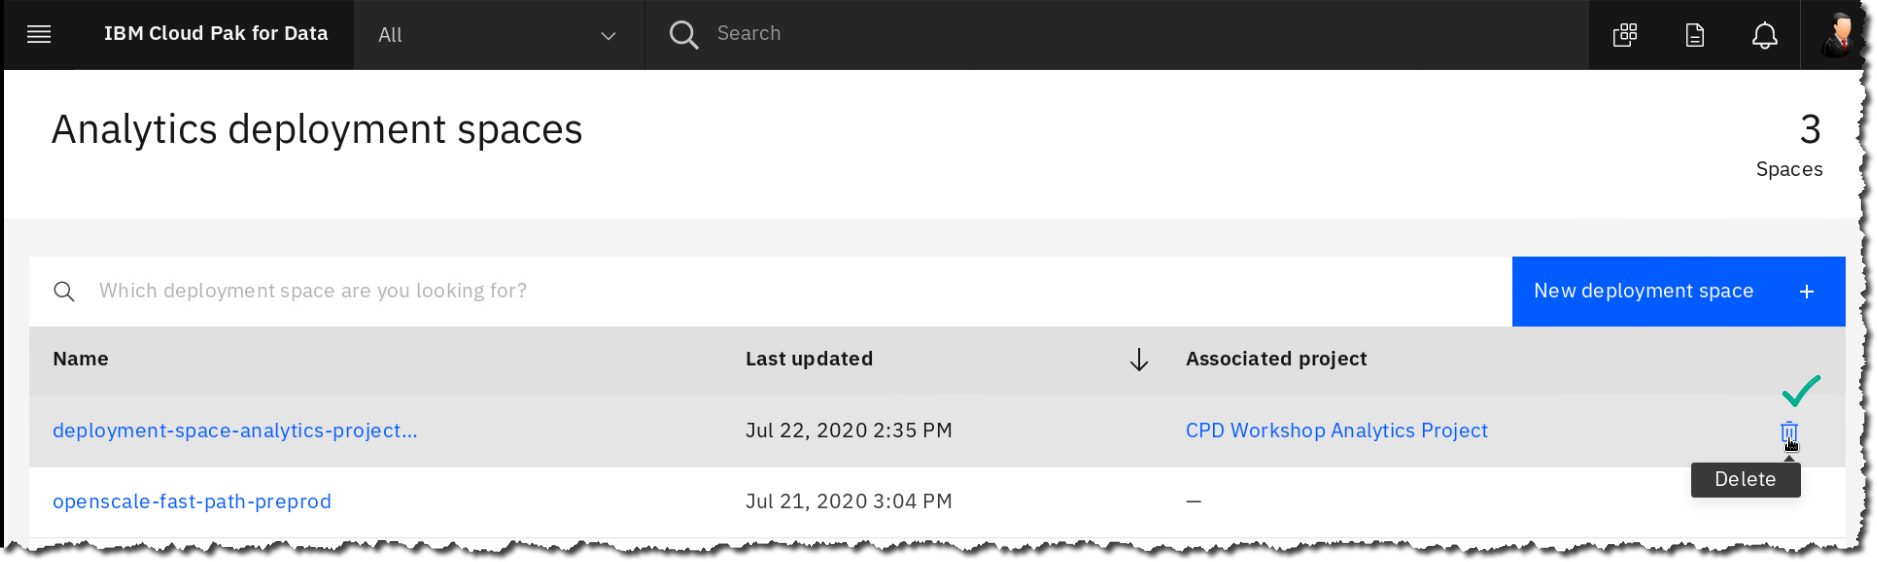 IBM Cloud Pak for Data All Search
Analytics deployment spaces 3
Spaces
Which deployment space are you looking for? New deployment space +
Name Last updated Associated project
deployment-space-analytics-project... Jul 22, 2020 2:35 PM CPD Workshop Analytics Project
Delete
openscale-fast-path-preprod Jul 21, 2020 3:04 PM —